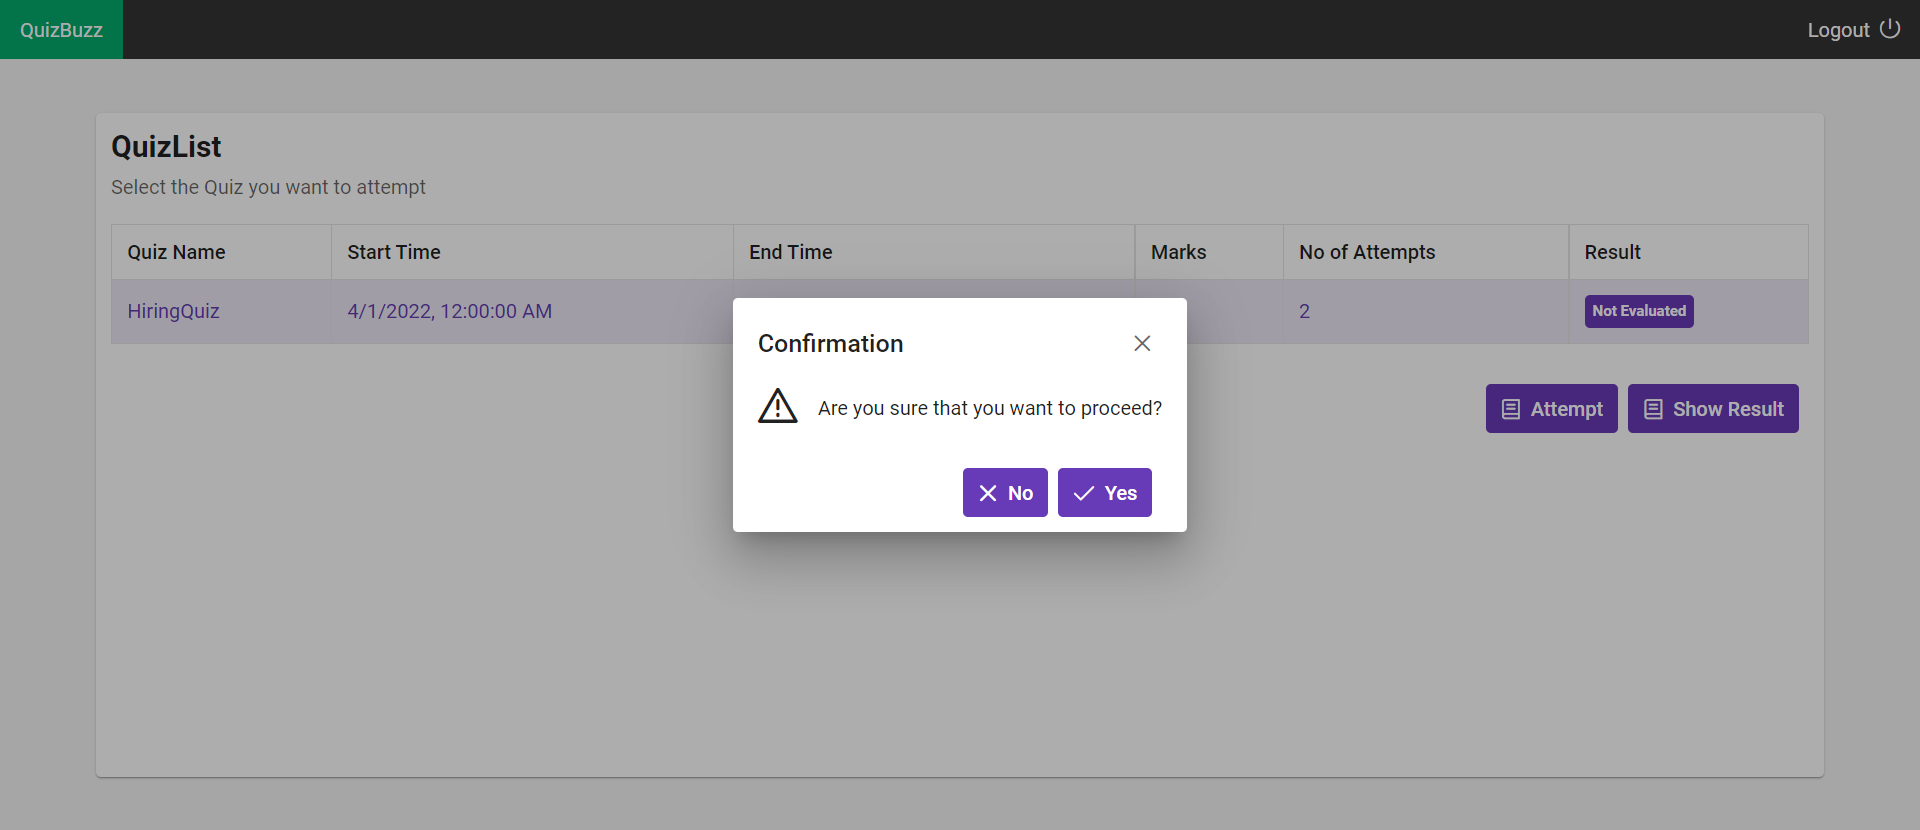 QuizBuzz
Logout
QuizList
Select the Quiz you want to attempt
Quiz Name Start Time End Time Marks No of Attempts Result
HiringQuiz 4/1/2022, 12:00:00 AM 2 Not Evaluated
Confirmation
Are you sure that you want to proceed?
No Yes
Attempt Show Result